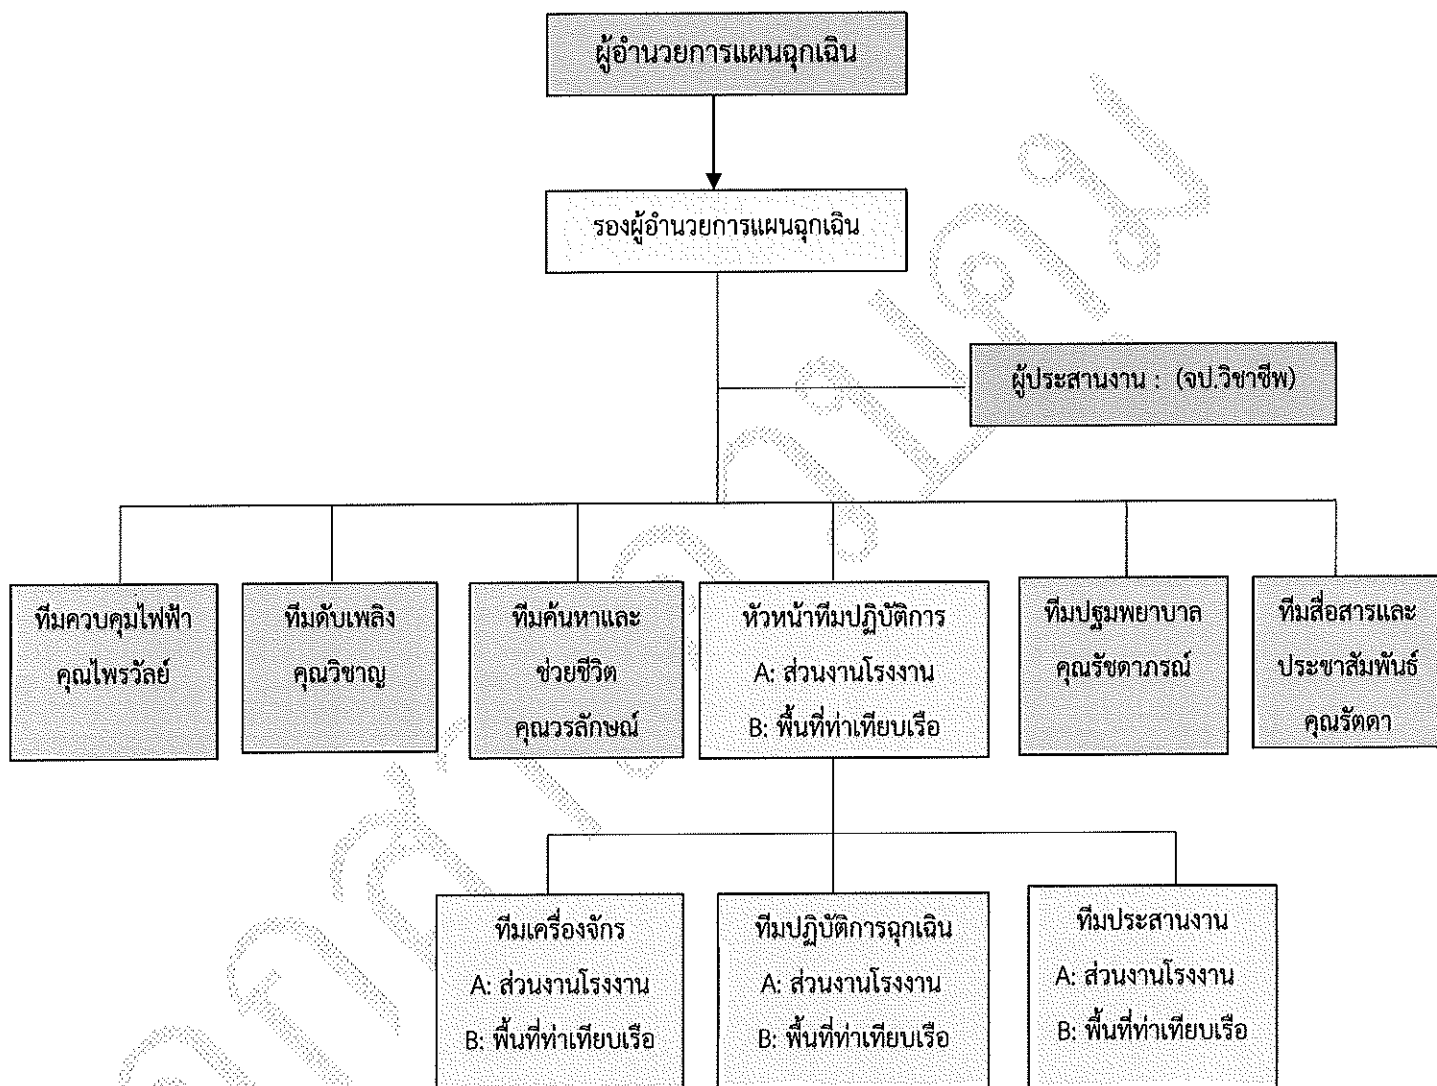 ผู้อำนวยการแผนฉุกเฉิน
รองผู้อำนวยการแผนฉุกเฉิน
ผู้ประสานงาน : (จป.วิชาชีพ)
ทีมควบคุมไฟฟ้า
คุณไพรวัลย์
ทีมดับเพลิง
คุณวิชาญ
ทีมค้นหาและ
ช่วยชีวิต
คุณวรลักษณ์
หัวหน้าทีมปฏิบัติการ
A: ส่วนงานโรงงาน
B: พื้นที่ท่าเทียบเรือ
ทีมปฐมพยาบาล
คุณรัชดาภรณ์
ทีมสื่อสารและ
ประชาสัมพันธ์
คุณรัตดา
ทีมเครื่องจักร
A: ส่วนงานโรงงาน
B: พื้นที่ท่าเทียบเรือ
ทีมปฏิบัติการฉุกเฉิน
A: ส่วนงานโรงงาน
B: พื้นที่ท่าเทียบเรือ
ทีมประสานงาน
A: ส่วนงานโรงงาน
B: พื้นที่ท่าเทียบเรือ